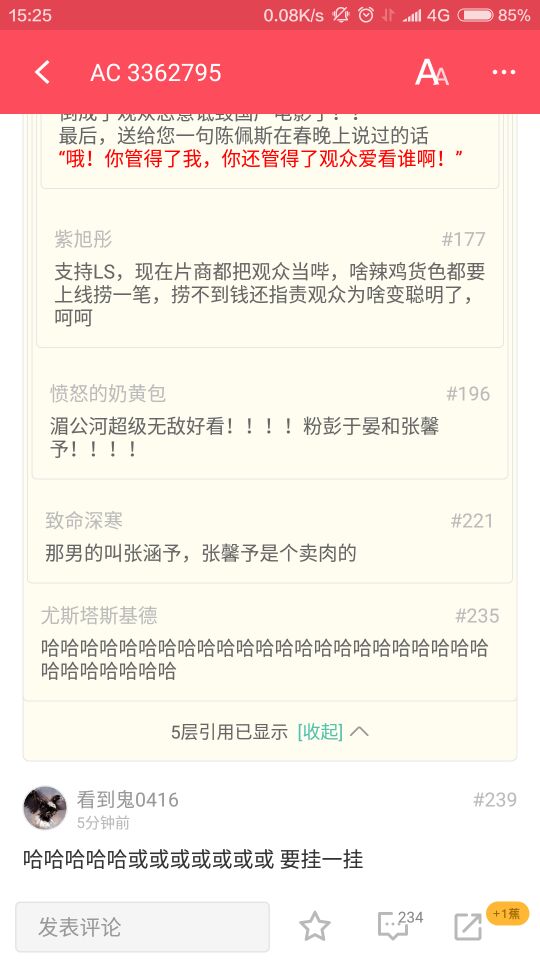 15:25
0.08K/s
4G
85%
AC 3362795
AA
最后，送给您一句陈佩斯在春晚上说过的话
“哦！你管得了我，你还管得了观众爱看谁啊！”
紫旭彤
#177
支持LS，现在片商都把观众当哔，啥辣鸡货色都要
上线捞一笔，捞不到钱还指责观众为啥变聪明了，
呵呵
愤怒的奶黄包
#196
湄公河超级无敌好看！！！！粉彭于晏和张馨
予！！！！
致命深寒
#221
那男的叫张涵予，张馨予是个卖肉的
尤斯塔斯基德
#235
哈哈哈哈哈哈哈哈哈哈哈哈哈哈哈哈哈哈哈哈哈哈哈
哈哈哈哈哈哈哈
5层引用已显示 [收起]
看到鬼0416
#239
5分钟前
哈哈哈哈哈或或或或或或或 要挂一挂
发表评论
234
+1蕉